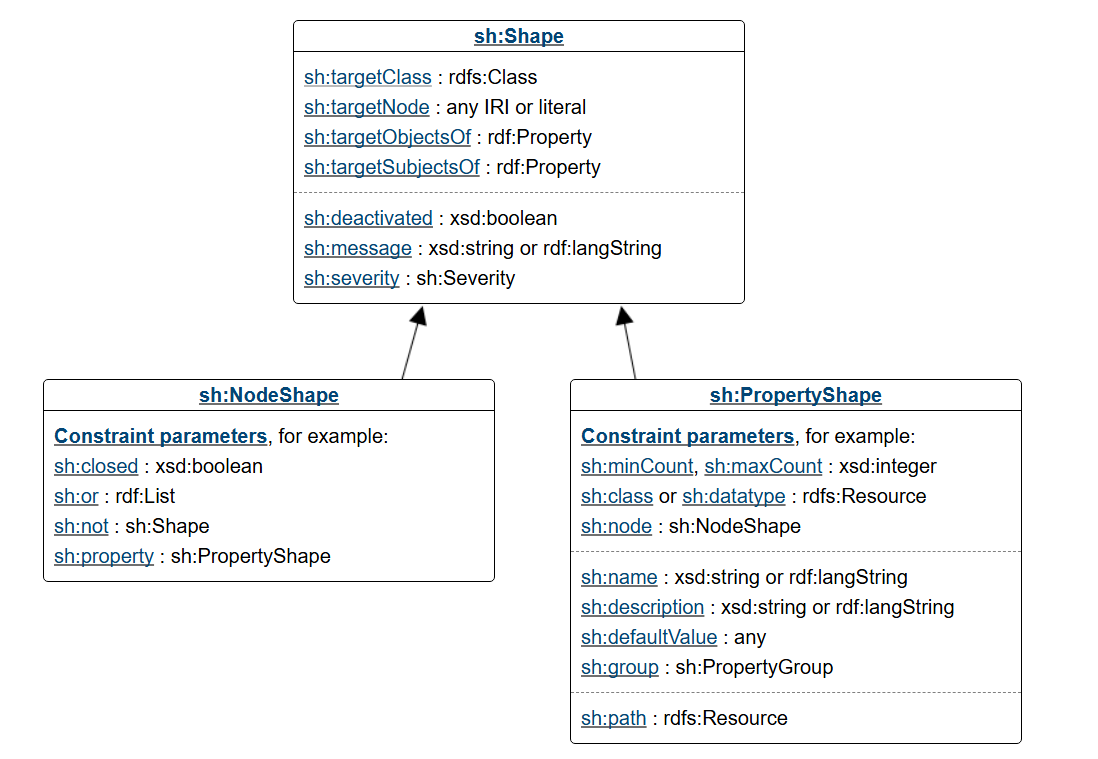 sh:Shape
sh:targetClass : rdfs:Class
sh:targetNode : any IRI or literal
sh:targetObjectsOf : rdf:Property
sh:targetSubjectsOf : rdf:Property
sh:deactivated : xsd:boolean
sh:message : xsd:string or rdf:langString
sh:severity : sh:Severity
sh:NodeShape
Constraint parameters, for example:
sh:closed : xsd:boolean
sh:or : rdf:List
sh:not : sh:Shape
sh:property : sh:PropertyShape
sh:PropertyShape
Constraint parameters, for example:
sh:minCount, sh:maxCount : xsd:integer
sh:class or sh:datatype : rdfs:Resource
sh:node : sh:NodeShape
sh:name : xsd:string or rdf:langString
sh:description : xsd:string or rdf:langString
sh:defaultValue : any
sh:group : sh:PropertyGroup
sh:path : rdfs:Resource